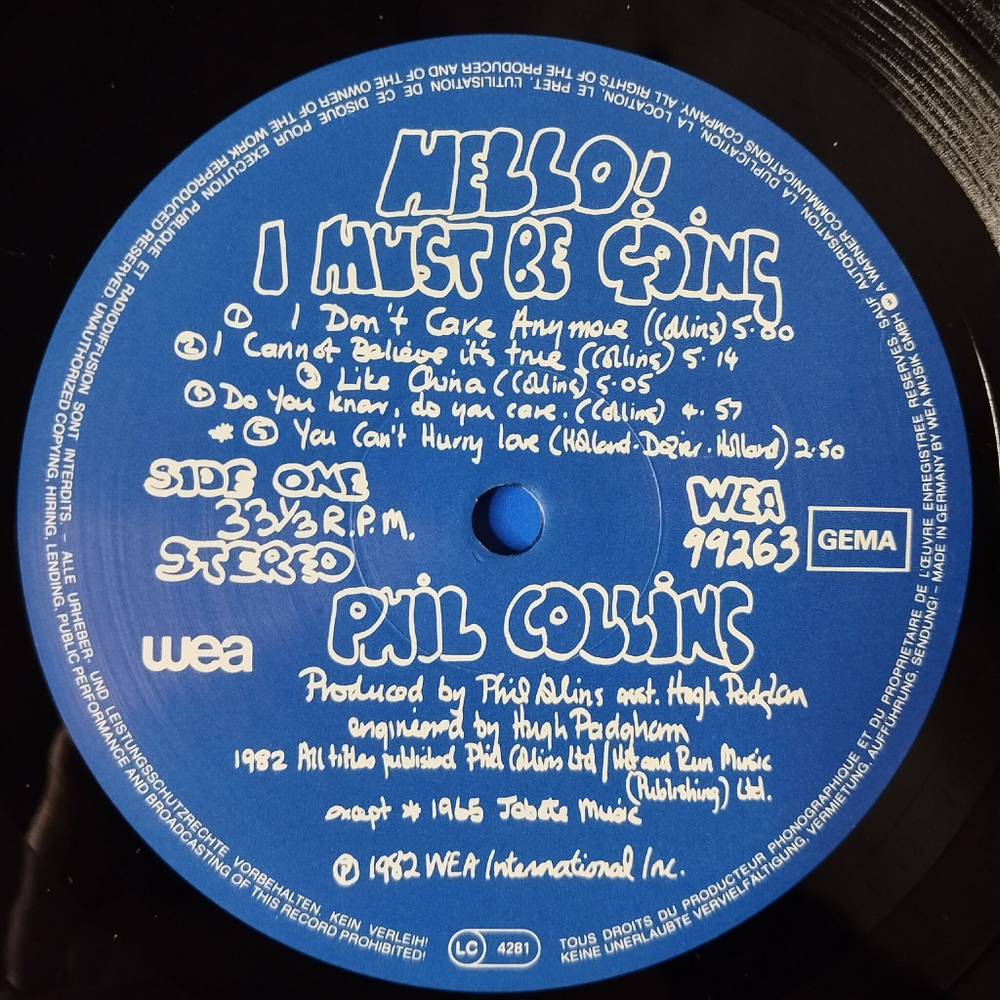 HELLO!
I MUST BE GOING
① I Don't Care Anymore (Collins) 5·00
② I Cannot Believe it's true (Collins) 5·14
③ Like China (Collins) 5·05
④ Do You know, do you care. (Collins) 4.57
* ⑤ You Can't Hurry love (Holland·Dozier·Holland) 2·50
SIDE ONE
33⅓ R.P.M.
STEREO
WEA
99263
GEMA
PHIL COLLINS
wea
Produced by Phil Collins asst. Hugh Padgham
engineered by Hugh Padgham
1982 All titles published Phil Collins Ltd / Hit and Run Music
(Publishing) Ltd.
except * 1965 Jobete Music
℗ 1982 WEA International Inc.
LC 4281
TOUS DROITS DU PRODUCTEUR PHONOGRAPHIQUE ET DU PROPRIETAIRE DE L'ŒUVRE ENREGISTREE RESERVES. SAUF AUTORISATION, LA DUPLICATION, LA LOCATION, LE PRET, L'UTILISATION DE CE DISQUE POUR EXECUTION PUBLIQUE ET RADIODIFFUSION SONT INTERDITS. – ALLE URHEBER- UND LEISTUNGSSCHUTZRECHTE VORBEHALTEN. KEIN VERLEIH!
KEINE UNERLAUBTE VERVIELFÄLTIGUNG, VERMIETUNG, AUFFÜHRUNG, SENDUNG! – MADE IN GERMANY BY WEA MUSIK GMBH A WARNER COMMUNICATIONS COMPANY. ALL RIGHTS OF THE PRODUCER AND OF THE OWNER OF THE WORK REPRODUCED RESERVED. UNAUTHORIZED COPYING, HIRING, LENDING, PUBLIC PERFORMANCE AND BROADCASTING OF THIS RECORD PROHIBITED!